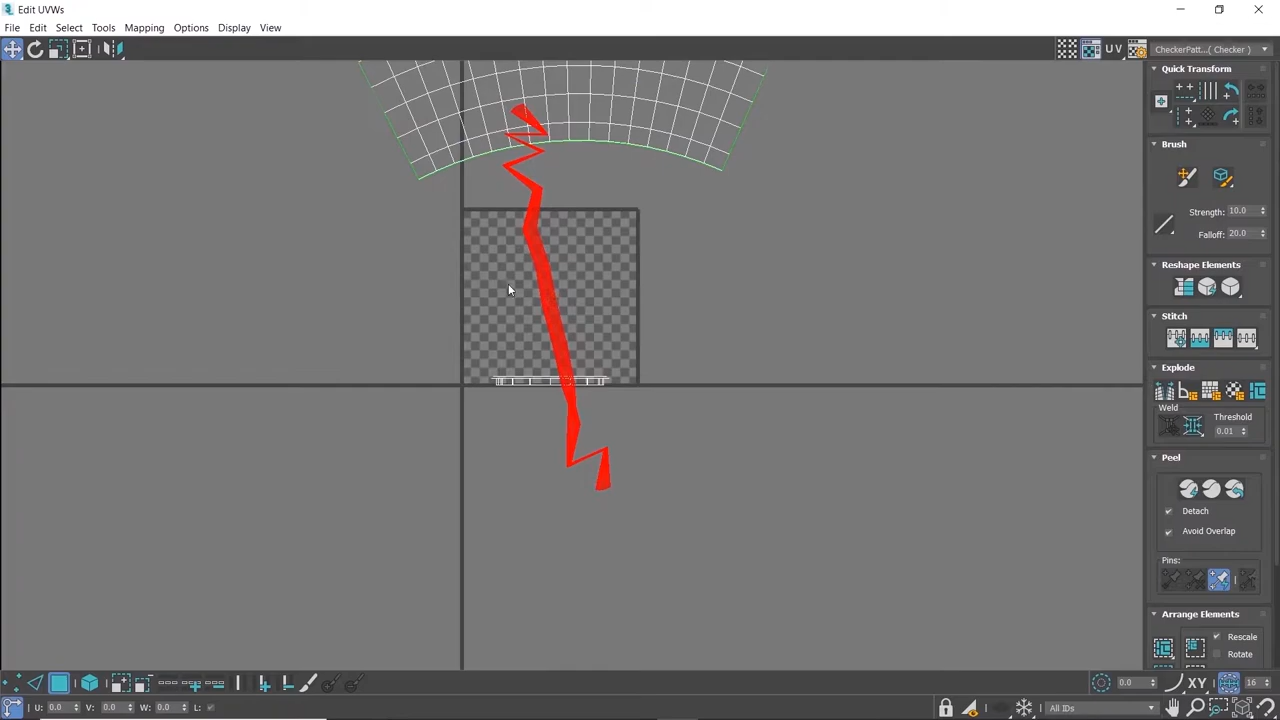 Edit UVWs
File Edit Select Tools Mapping Options Display View
UV CheckerPatt...( Checker )
Quick Transform
Brush
Strength: 10.0
Falloff: 20.0
Reshape Elements
Stitch
Explode
Weld
Threshold
0.01
Peel
Detach
Avoid Overlap
Pins:
Arrange Elements
Rescale
Rotate
0.0 XY 16
U: 0.0 V: 0.0 W: 0.0 L: All IDs